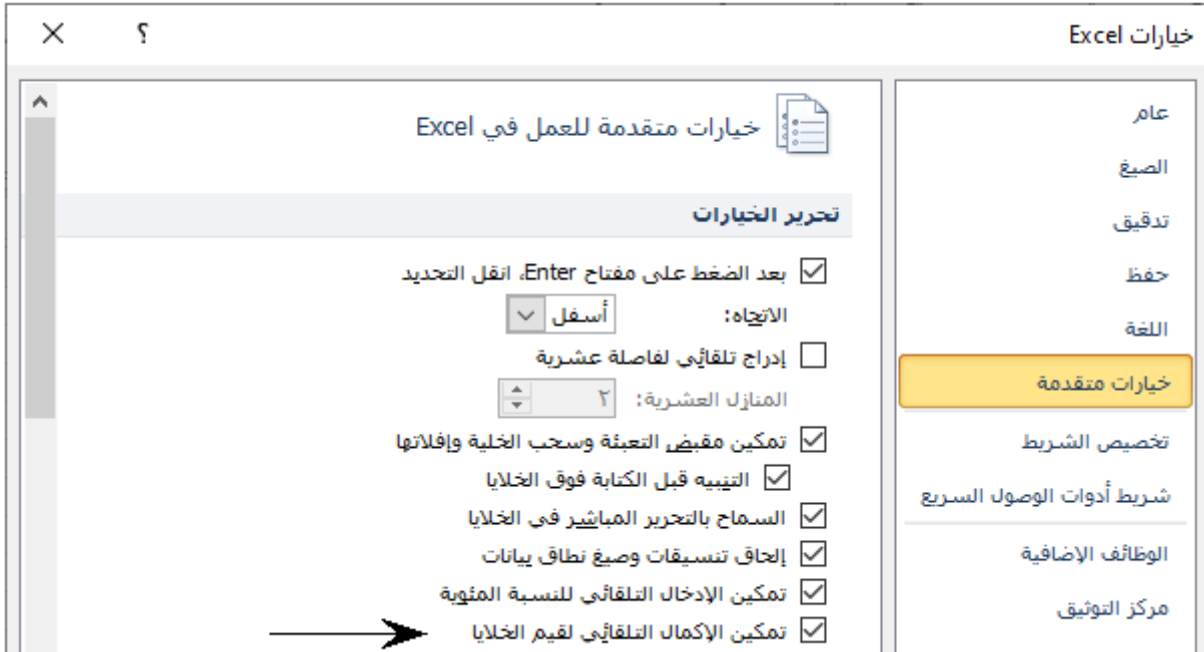 خيارات Excel
؟
عام
الصيغ
تدقيق
حفظ
اللغة
خيارات متقدمة
تخصيص الشريط
شريط أدوات الوصول السريع
الوظائف الإضافية
مركز التوثيق
خيارات متقدمة للعمل في Excel
تحرير الخيارات
بعد الضغط على مفتاح Enter، انقل التحديد
الاتجاه: أسفل
إدراج تلقائي لفاصلة عشرية
المنازل العشرية: ٢
تمكين مقبض التعبئة وسحب الخلية وإفلاتها
التنبيه قبل الكتابة فوق الخلايا
السماح بالتحرير المباشر في الخلايا
إلحاق تنسيقات وصيغ نطاق بيانات
تمكين الإدخال التلقائي للنسبة المئوية
تمكين الإكمال التلقائي لقيم الخلايا